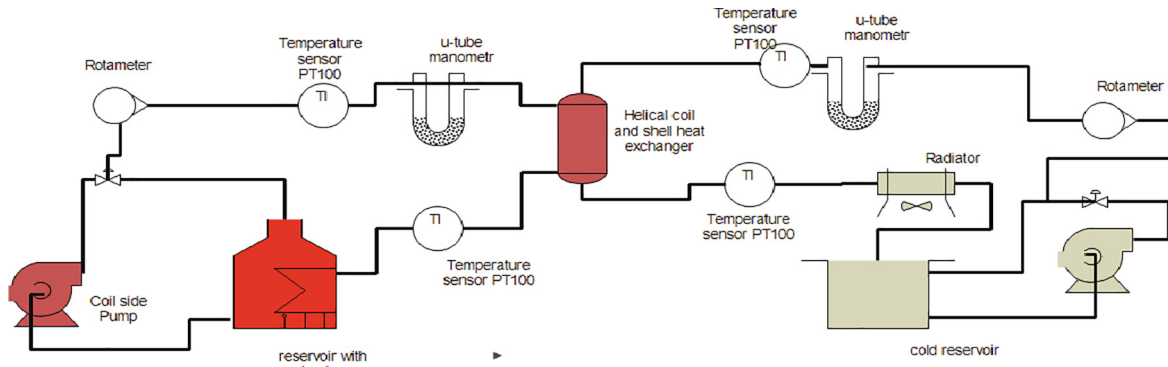 Temperature
sensor
PT100
u-tube
manometr
Rotameter
TI
Temperature
sensor
PT100
u-tube
manometr
TI
Rotameter
Helical coil
and shell heat
exchanger
Radiator
TI
Temperature
sensor PT100
TI
Temperature
sensor PT100
Coil side
Pump
reservoir with
cold reservoir